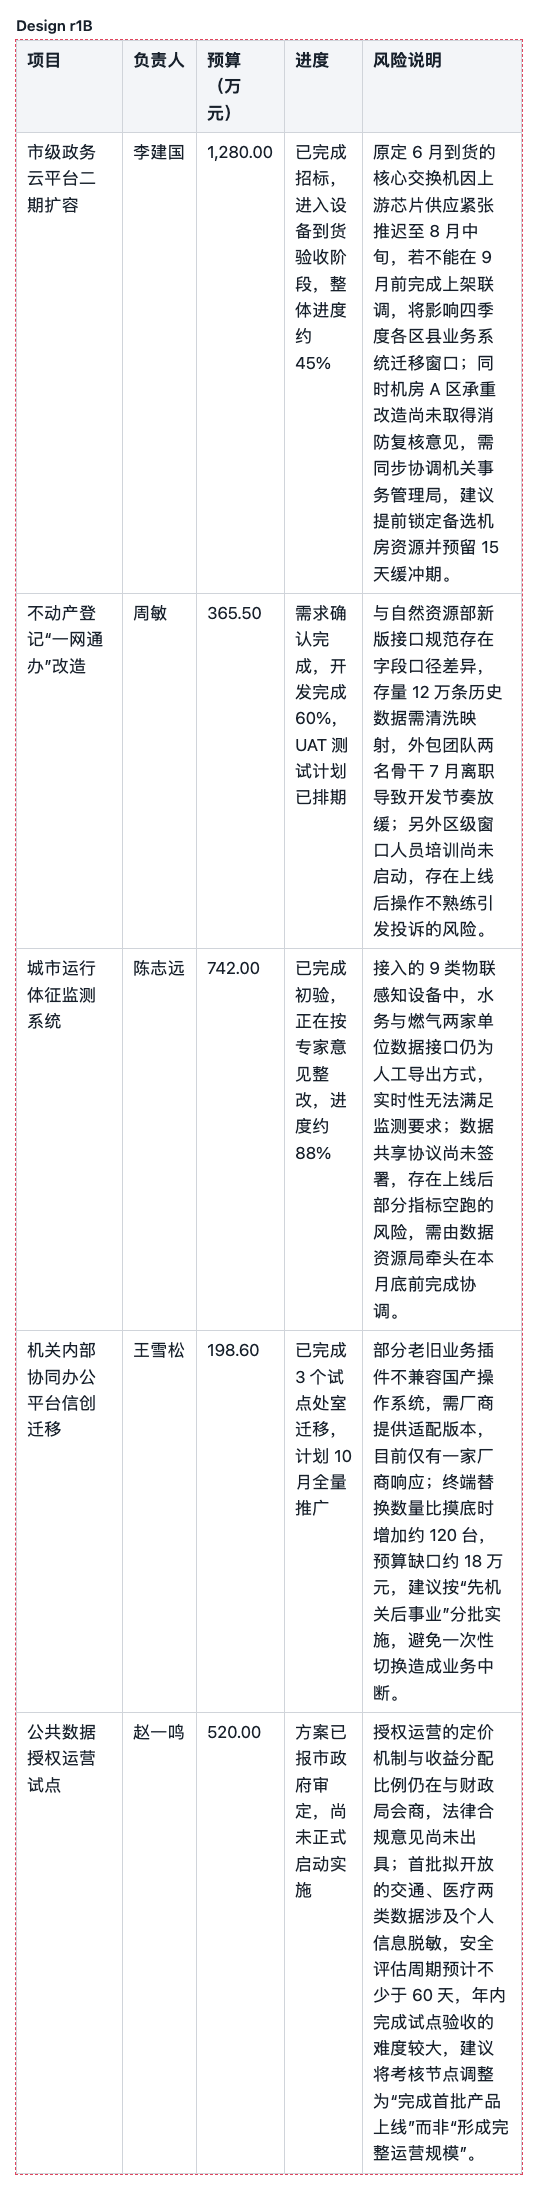 Design r1B
项目
负责人
预算
（万
元）
进度
风险说明
市级政务
云平台二
期扩容
李建国
1,280.00
已完成
招标，
进入设
备到货
验收阶
段，整
体进度
约
45%
原定 6 月到货的
核心交换机因上
游芯片供应紧张
推迟至 8 月中
旬，若不能在 9
月前完成上架联
调，将影响四季
度各区县业务系
统迁移窗口；同
时机房 A 区承重
改造尚未取得消
防复核意见，需
同步协调机关事
务管理局，建议
提前锁定备选机
房资源并预留 15
天缓冲期。
不动产登
记“一网通
办”改造
周敏
365.50
需求确
认完
成，开
发完成
60%，
UAT 测
试计划
已排期
与自然资源部新
版接口规范存在
字段口径差异，
存量 12 万条历史
数据需清洗映
射，外包团队两
名骨干 7 月离职
导致开发节奏放
缓；另外区级窗
口人员培训尚未
启动，存在上线
后操作不熟练引
发投诉的风险。
城市运行
体征监测
系统
陈志远
742.00
已完成
初验，
正在按
专家意
见整
改，进
度约
88%
接入的 9 类物联
感知设备中，水
务与燃气两家单
位数据接口仍为
人工导出方式，
实时性无法满足
监测要求；数据
共享协议尚未签
署，存在上线后
部分指标空跑的
风险，需由数据
资源局牵头在本
月底前完成协
调。
机关内部
协同办公
平台信创
迁移
王雪松
198.60
已完成
3 个试
点处室
迁移，
计划 10
月全量
推广
部分老旧业务插
件不兼容国产操
作系统，需厂商
提供适配版本，
目前仅有一家厂
商响应；终端替
换数量比摸底时
增加约 120 台，
预算缺口约 18 万
元，建议按“先机
关后事业”分批实
施，避免一次性
切换造成业务中
断。
公共数据
授权运营
试点
赵一鸣
520.00
方案已
报市政
府审
定，尚
未正式
启动实
施
授权运营的定价
机制与收益分配
比例仍在与财政
局会商，法律合
规意见尚未出
具；首批拟开放
的交通、医疗两
类数据涉及个人
信息脱敏，安全
评估周期预计不
少于 60 天，年内
完成试点验收的
难度较大，建议
将考核节点调整
为“完成首批产品
上线”而非“形成完
整运营规模”。